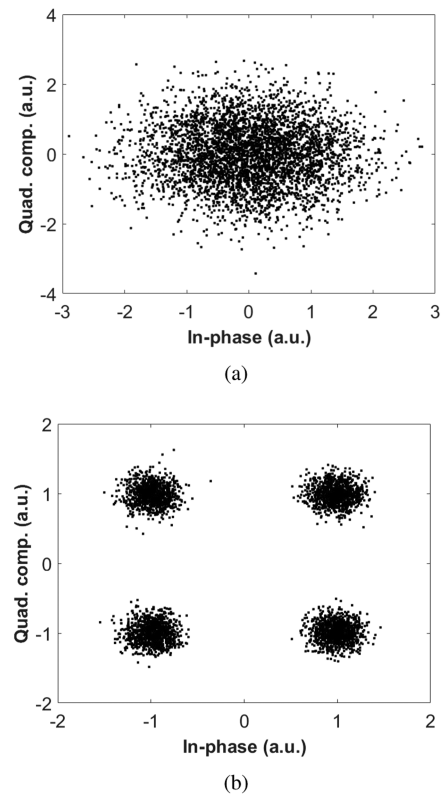 4
2
0
-2
-4
Quad. comp. (a.u.)
-3 -2 -1 0 1 2 3
In-phase (a.u.)
(a)
2
1
0
-1
-2
Quad. comp. (a.u.)
-2 -1 0 1 2
In-phase (a.u.)
(b)